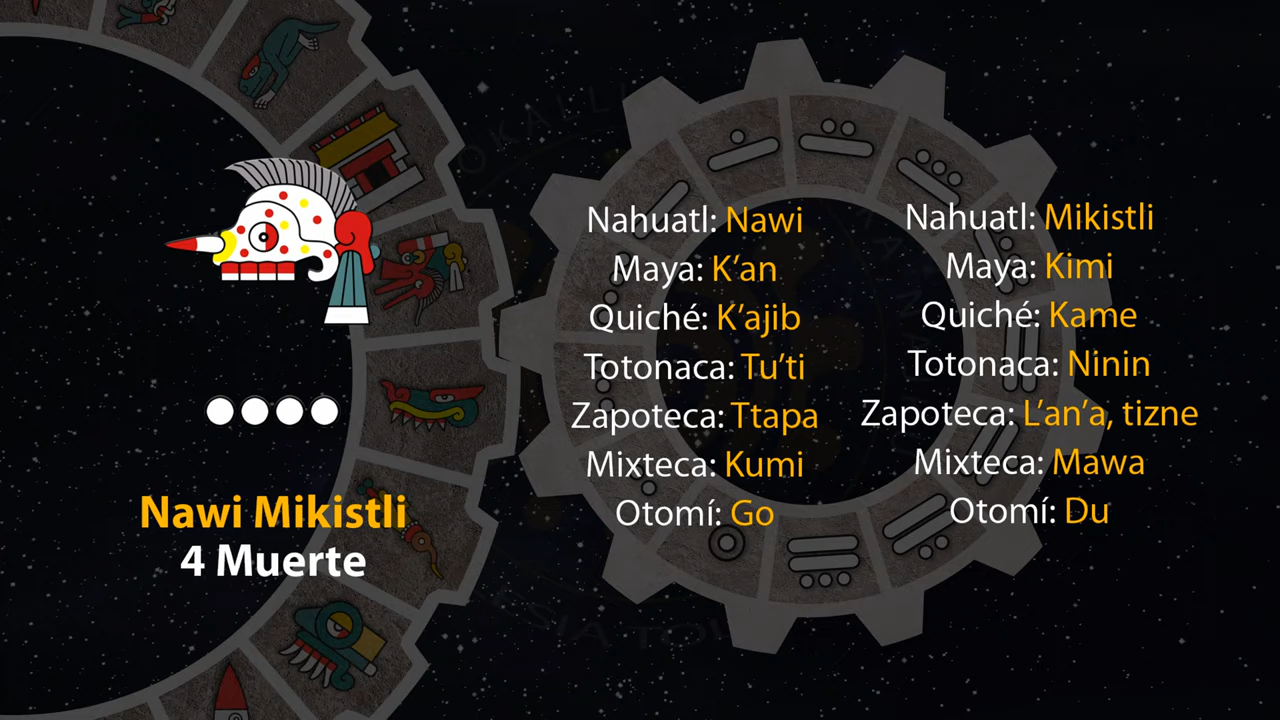 Nawi Mikistli
4 Muerte
Nahuatl: Nawi
Maya: K’an
Quiché: K’ajib
Totonaca: Tu’ti
Zapoteca: Ttapa
Mixteca: Kumi
Otomí: Go
Nahuatl: Mikistli
Maya: Kimi
Quiché: Kame
Totonaca: Ninin
Zapoteca: L’an’a, tizne
Mixteca: Mawa
Otomí: Du